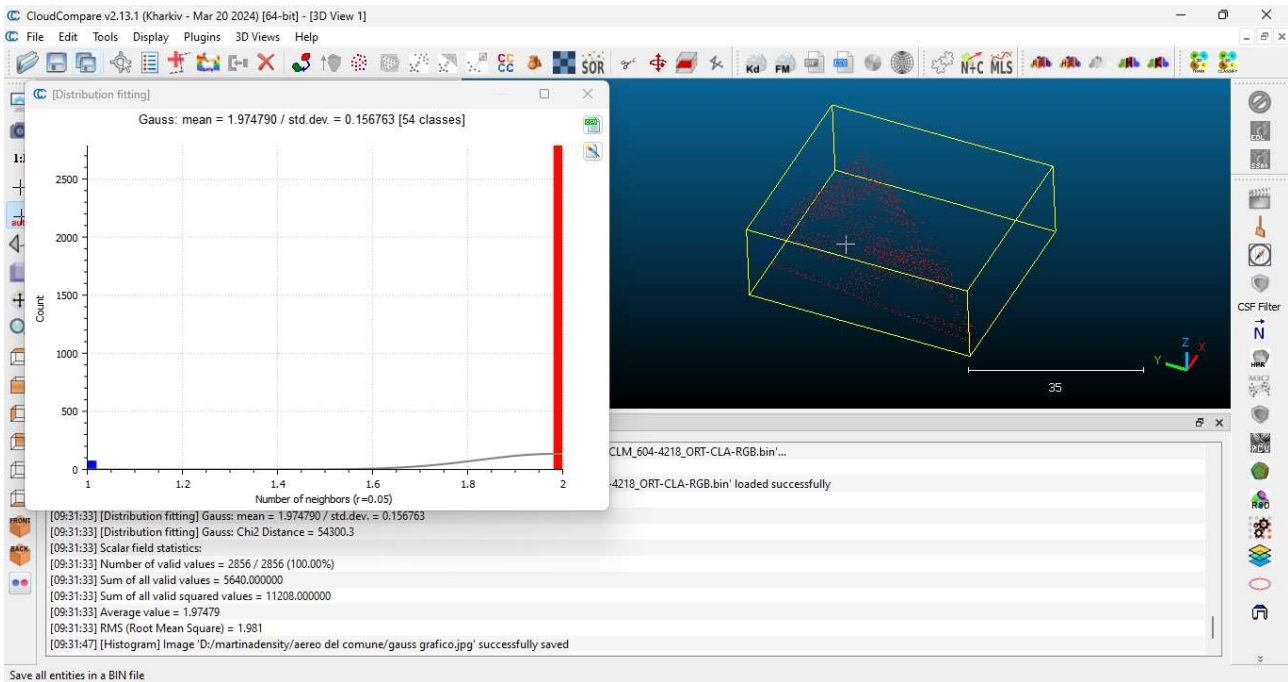 CloudCompare v2.13.1 (Kharkiv - Mar 20 2024) [64-bit] - [3D View 1]
File Edit Tools Display Plugins 3D Views Help
SOR Kd FM N+C MLS
[Distribution fitting]
Gauss: mean = 1.974790 / std.dev. = 0.156763 [54 classes]
2500
2000
1500
1000
500
0
Count
1 1.2 1.4 1.6 1.8 2
Number of neighbors (r=0.05)
Z
X
Y
35
CSF Filter
N
HPR
M3C2
PCV
RSD
FRONT
BACK
CLM_604-4218_ORT-CLA-RGB.bin'...
-4218_ORT-CLA-RGB.bin' loaded successfully
[09:31:33] [Distribution fitting] Gauss: mean = 1.974790 / std.dev. = 0.156763
[09:31:33] [Distribution fitting] Gauss: Chi2 Distance = 54300.3
[09:31:33] Scalar field statistics:
[09:31:33] Number of valid values = 2856 / 2856 (100.00%)
[09:31:33] Sum of all valid values = 5640.000000
[09:31:33] Sum of all valid squared values = 11208.000000
[09:31:33] Average value = 1.97479
[09:31:33] RMS (Root Mean Square) = 1.981
[09:31:47] [Histogram] Image 'D:/martinadensity/aereo del comune/gauss grafico.jpg' successfully saved
Save all entities in a BIN file